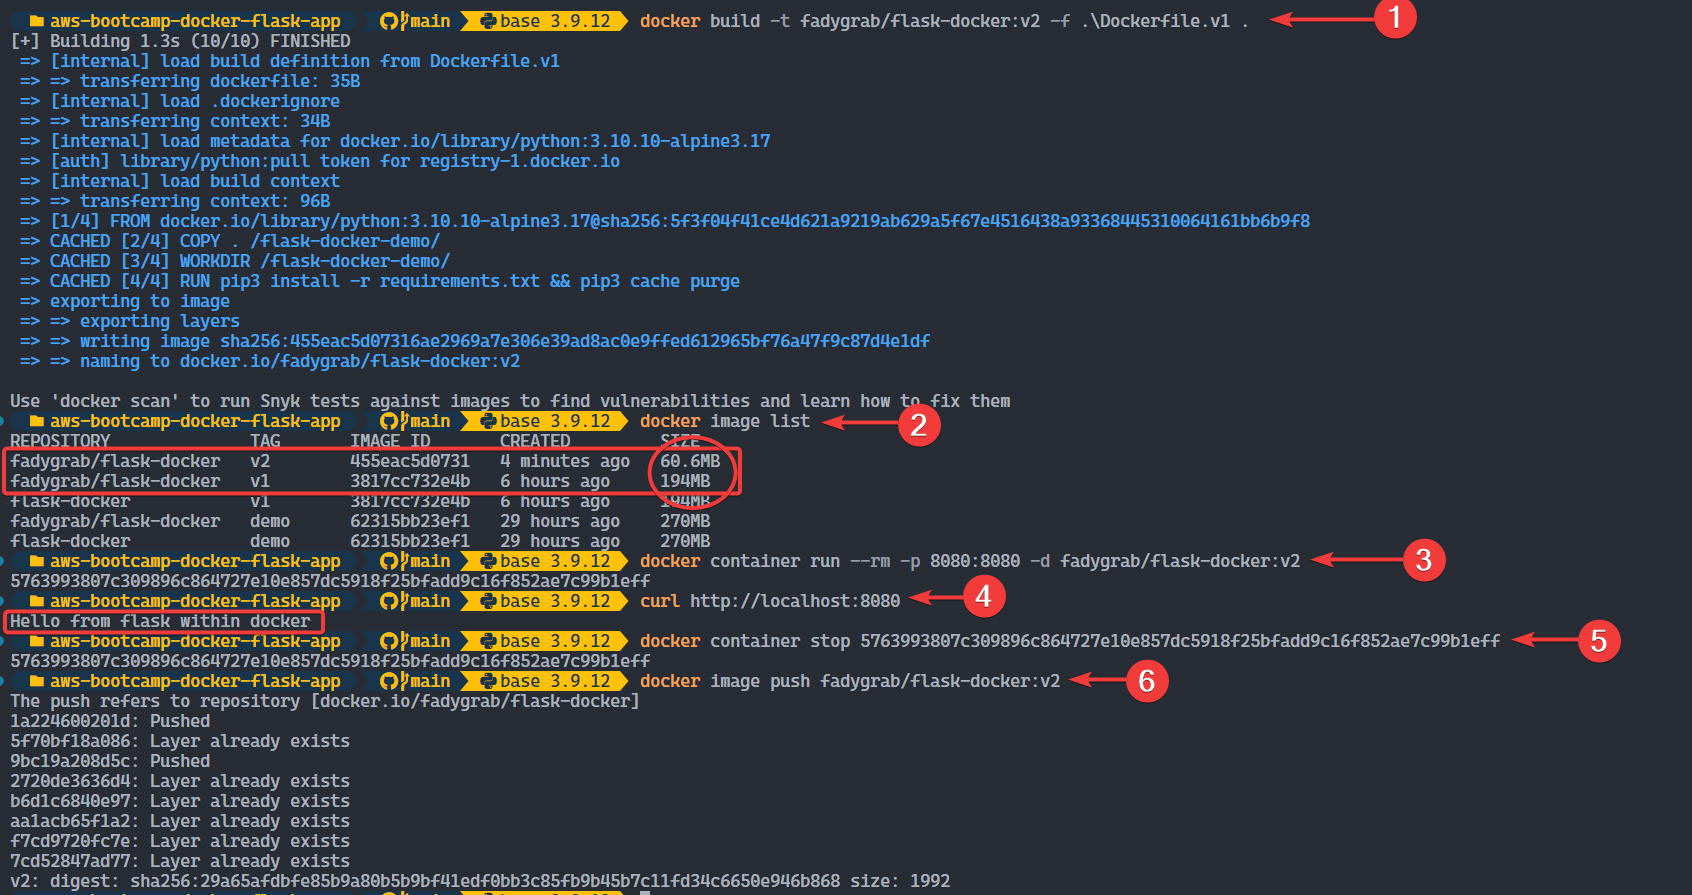 aws-bootcamp-docker-flask-app main base 3.9.12 docker build -t fadygrab/flask-docker:v2 -f .\Dockerfile.v1 . 1
[+] Building 1.3s (10/10) FINISHED
=> [internal] load build definition from Dockerfile.v1
=> => transferring dockerfile: 35B
=> [internal] load .dockerignore
=> => transferring context: 34B
=> [internal] load metadata for docker.io/library/python:3.10.10-alpine3.17
=> [auth] library/python:pull token for registry-1.docker.io
=> [internal] load build context
=> => transferring context: 96B
=> [1/4] FROM docker.io/library/python:3.10.10-alpine3.17@sha256:5f3f04f41ce4d621a9219ab629a5f67e4516438a93368445310064161bb6b9f8
=> CACHED [2/4] COPY . /flask-docker-demo/
=> CACHED [3/4] WORKDIR /flask-docker-demo/
=> CACHED [4/4] RUN pip3 install -r requirements.txt && pip3 cache purge
=> exporting to image
=> => exporting layers
=> => writing image sha256:455eac5d07316ae2969a7e306e39ad8ac0e9ffed612965bf76a47f9c87d4e1df
=> => naming to docker.io/fadygrab/flask-docker:v2
Use 'docker scan' to run Snyk tests against images to find vulnerabilities and learn how to fix them
aws-bootcamp-docker-flask-app main base 3.9.12 docker image list 2
REPOSITORY TAG IMAGE ID CREATED SIZE
fadygrab/flask-docker v2 455eac5d0731 4 minutes ago 60.6MB
fadygrab/flask-docker v1 3817cc732e4b 6 hours ago 194MB
flask-docker v1 3817cc732e4b 6 hours ago 194MB
fadygrab/flask-docker demo 62315bb23ef1 29 hours ago 270MB
flask-docker demo 62315bb23ef1 29 hours ago 270MB
aws-bootcamp-docker-flask-app main base 3.9.12 docker container run --rm -p 8080:8080 -d fadygrab/flask-docker:v2 3
5763993807c309896c864727e10e857dc5918f25bfadd9c16f852ae7c99b1eff
aws-bootcamp-docker-flask-app main base 3.9.12 curl http://localhost:8080 4
Hello from flask within docker
aws-bootcamp-docker-flask-app main base 3.9.12 docker container stop 5763993807c309896c864727e10e857dc5918f25bfadd9c16f852ae7c99b1eff 5
5763993807c309896c864727e10e857dc5918f25bfadd9c16f852ae7c99b1eff
aws-bootcamp-docker-flask-app main base 3.9.12 docker image push fadygrab/flask-docker:v2 6
The push refers to repository [docker.io/fadygrab/flask-docker]
1a224600201d: Pushed
5f70bf18a086: Layer already exists
9bc19a208d5c: Pushed
2720de3636d4: Layer already exists
b6d1c6840e97: Layer already exists
aa1acb65f1a2: Layer already exists
f7cd9720fc7e: Layer already exists
7cd52847ad77: Layer already exists
v2: digest: sha256:29a65afdbfe85b9a80b5b9bf41edf0bb3c85fb9b45b7c11fd34c6650e946b868 size: 1992